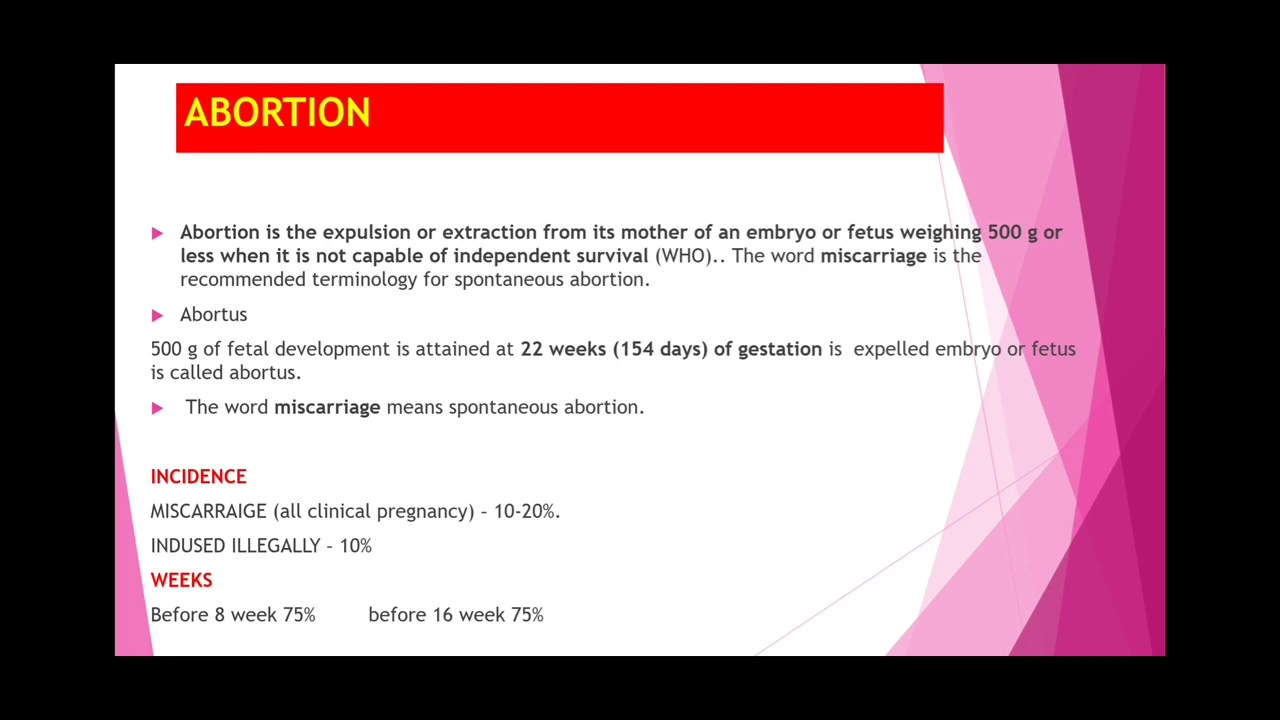 ABORTION
Abortion is the expulsion or extraction from its mother of an embryo or fetus weighing 500 g or
less when it is not capable of independent survival (WHO).. The word miscarriage is the
recommended terminology for spontaneous abortion.
Abortus
500 g of fetal development is attained at 22 weeks (154 days) of gestation is  expelled embryo or fetus
is called abortus.
The word miscarriage means spontaneous abortion.
INCIDENCE
MISCARRAIGE (all clinical pregnancy) – 10-20%.
INDUSED ILLEGALLY – 10%
WEEKS
Before 8 week 75%        before 16 week 75%